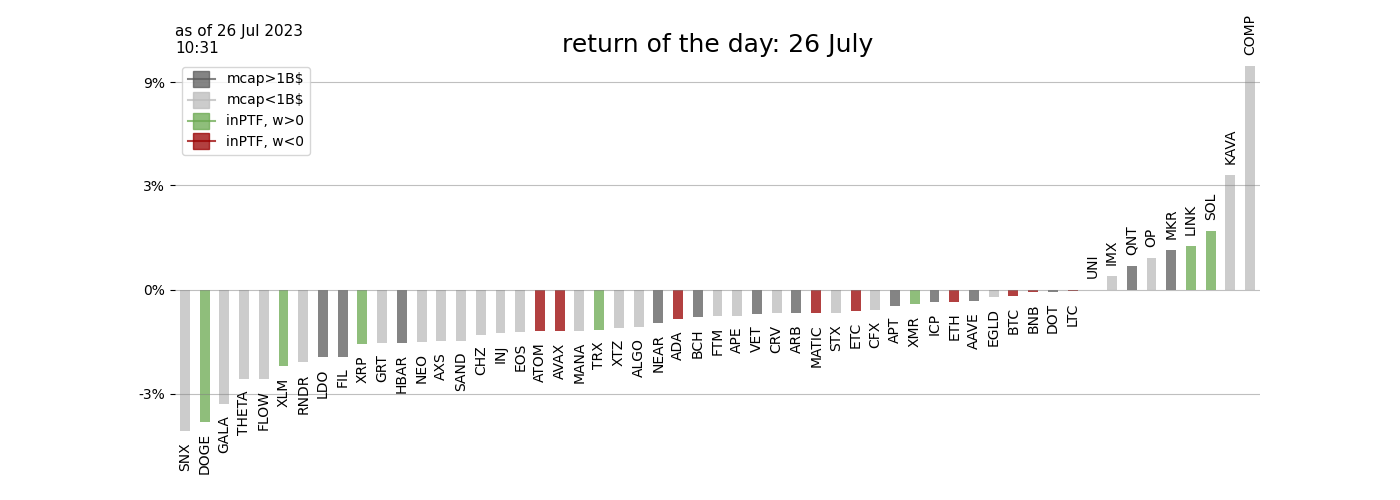 as of 26 Jul 2023
10:31
return of the day: 26 July
mcap>1B$
mcap<1B$
inPTF, w>0
inPTF, w<0
9%
3%
0%
-3%
SNX
DOGE
GALA
THETA
FLOW
XLM
RNDR
LDO
FIL
XRP
GRT
HBAR
NEO
AXS
SAND
CHZ
INJ
EOS
ATOM
AVAX
MANA
TRX
XTZ
ALGO
NEAR
ADA
BCH
FTM
APE
VET
CRV
ARB
MATIC
STX
ETC
CFX
APT
XMR
ICP
ETH
AAVE
EGLD
BTC
BNB
DOT
LTC
UNI
IMX
QNT
OP
MKR
LINK
SOL
KAVA
COMP